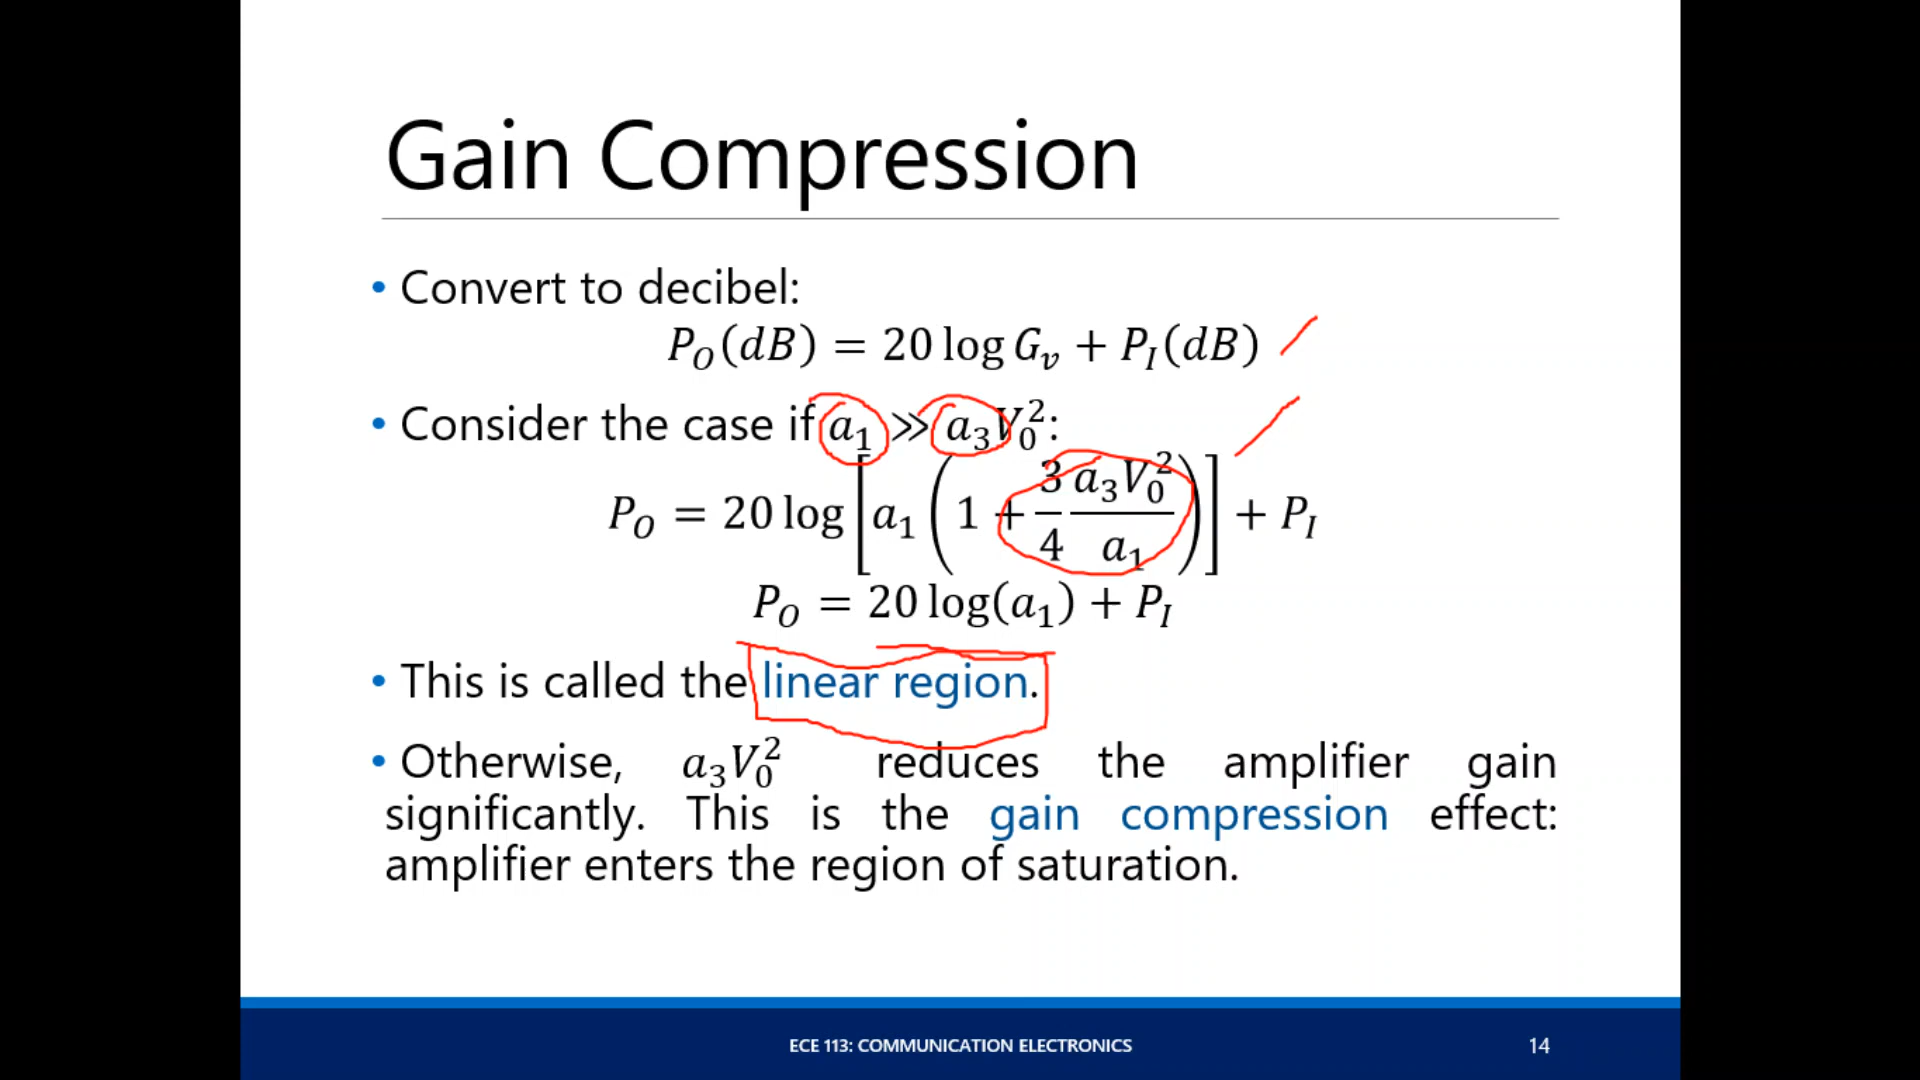 Gain Compression
• Convert to decibel:
P_O(dB) = 20 log G_v + P_I(dB)
• Consider the case if a_1 ≫ a_3V_0^2:
P_O = 20 log [a_1 (1 + 3/4 a_3V_0^2/a_1)] + P_I
P_O = 20 log(a_1) + P_I
• This is called the linear region.
• Otherwise, a_3V_0^2 reduces the amplifier gain
significantly. This is the gain compression effect:
amplifier enters the region of saturation.
ECE 113: COMMUNICATION ELECTRONICS
14